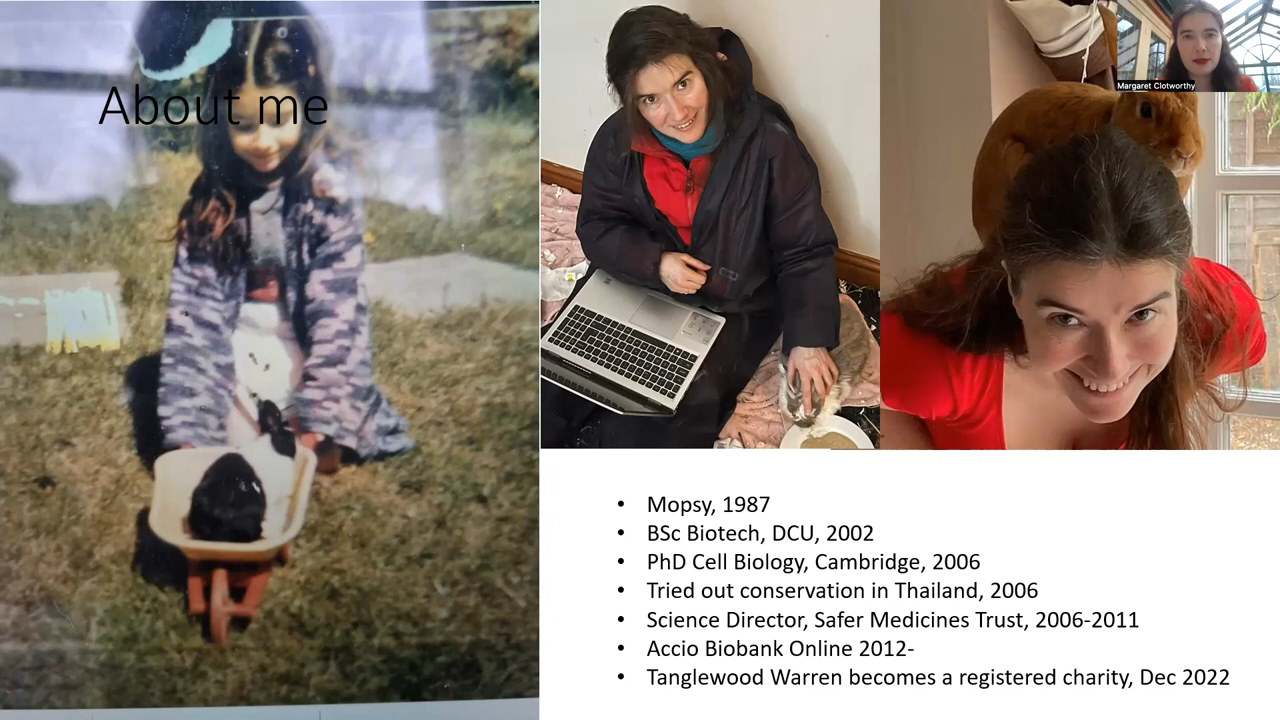 About me
Margaret Clotworthy
• Mopsy, 1987
• BSc Biotech, DCU, 2002
• PhD Cell Biology, Cambridge, 2006
• Tried out conservation in Thailand, 2006
• Science Director, Safer Medicines Trust, 2006-2011
• Accio Biobank Online 2012-
• Tanglewood Warren becomes a registered charity, Dec 2022